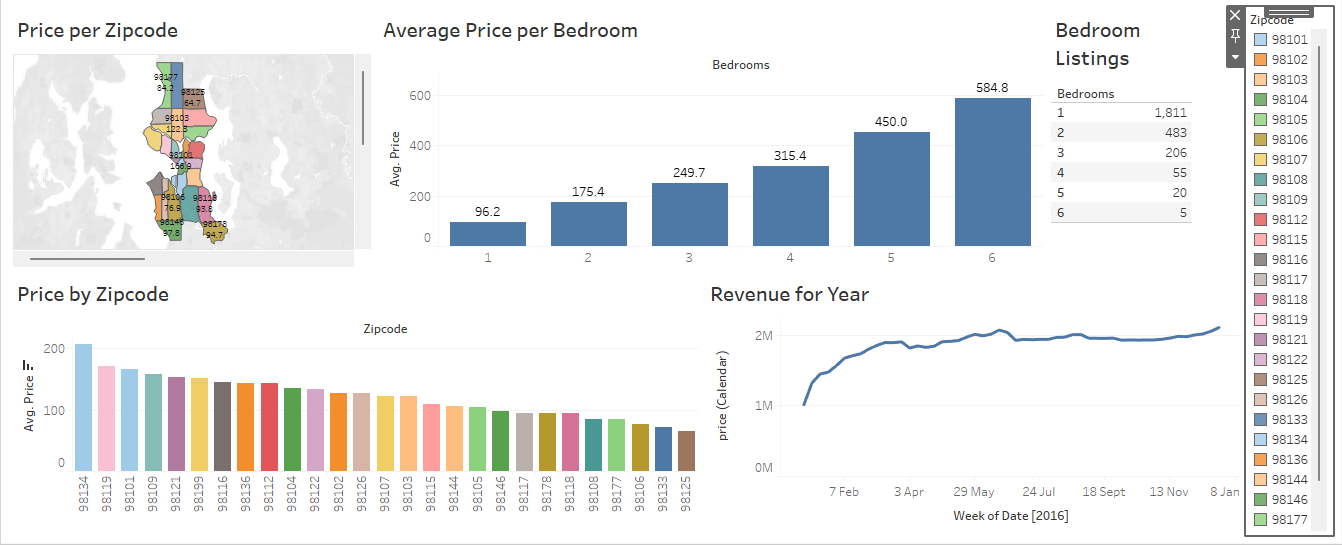 Price per Zipcode
98177
84.2
98125
64.7
98103
122.3
98101
98106
76.9
98118
93.8
98146
97.8
98178
94.7
Average Price per Bedroom
Bedrooms
Avg. Price
600
400
200
0
96.2
175.4
249.7
315.4
450.0
584.8
1 2 3 4 5 6
Bedroom
Listings
Bedrooms
1 1,811
2 483
3 206
4 55
5 20
6 5
Price by Zipcode
Zipcode
Avg. Price
200
100
0
98134 98119 98101 98109 98121 98199 98116 98136 98112 98104 98122 98102 98126 98107 98103 98115 98144 98105 98146 98117 98178 98118 98108 98177 98106 98133 98125
Revenue for Year
price (Calendar)
2M
1M
0M
7 Feb 3 Apr 29 May 24 Jul 18 Sept 13 Nov 8 Jan
Week of Date [2016]
Zipcode
98101
98102
98103
98104
98105
98106
98107
98108
98109
98112
98115
98116
98117
98118
98119
98121
98122
98125
98126
98133
98134
98136
98144
98146
98177